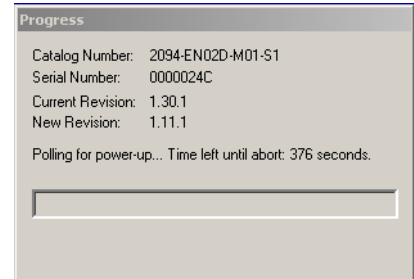 Progress
Catalog Number: 2094-EN02D-M01-S1
Serial Number: 0000024C
Current Revision: 1.30.1
New Revision: 1.11.1
Polling for power-up... Time left until abort: 376 seconds.